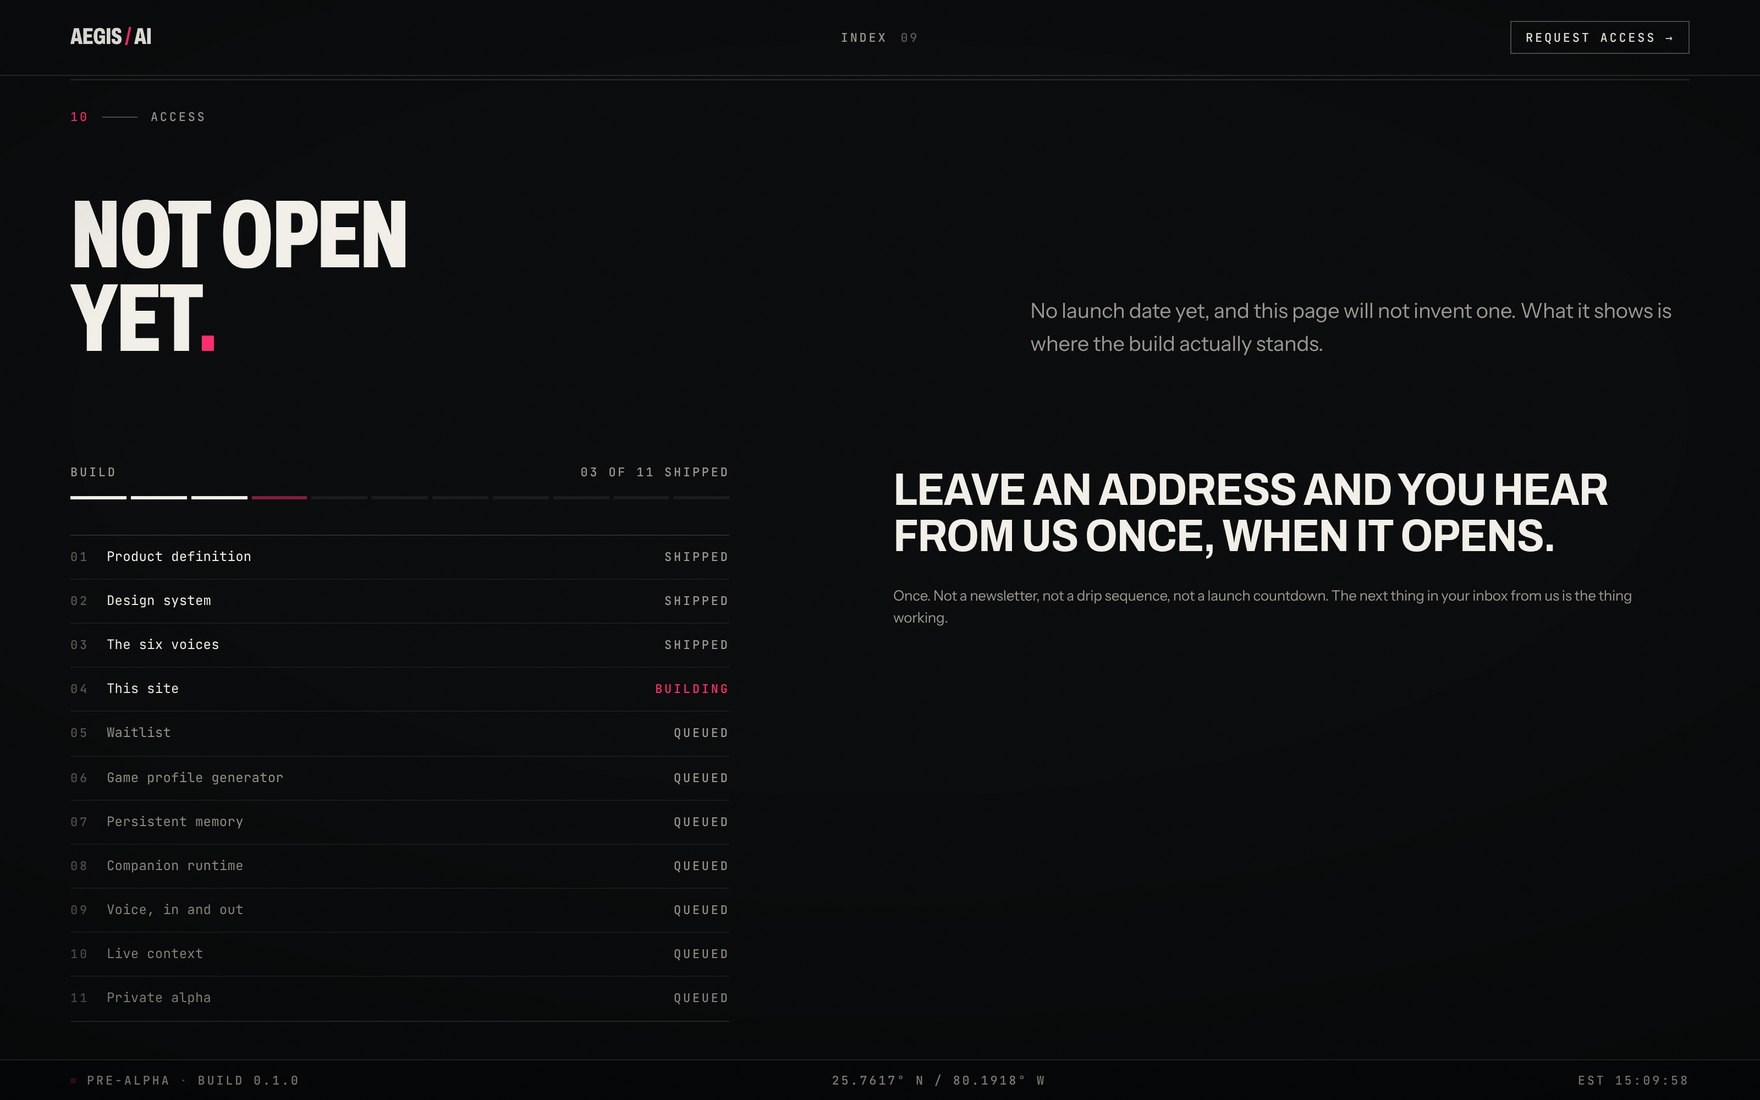 AEGIS/AI
INDEX 09
REQUEST ACCESS →
10 ACCESS
NOT OPEN
YET.
No launch date yet, and this page will not invent one. What it shows is
where the build actually stands.
BUILD
03 OF 11 SHIPPED
01 Product definition SHIPPED
02 Design system SHIPPED
03 The six voices SHIPPED
04 This site BUILDING
05 Waitlist QUEUED
06 Game profile generator QUEUED
07 Persistent memory QUEUED
08 Companion runtime QUEUED
09 Voice, in and out QUEUED
10 Live context QUEUED
11 Private alpha QUEUED
LEAVE AN ADDRESS AND YOU HEAR
FROM US ONCE, WHEN IT OPENS.
Once. Not a newsletter, not a drip sequence, not a launch countdown. The next thing in your inbox from us is the thing
working.
PRE-ALPHA · BUILD 0.1.0
25.7617° N / 80.1918° W
EST 15:09:58